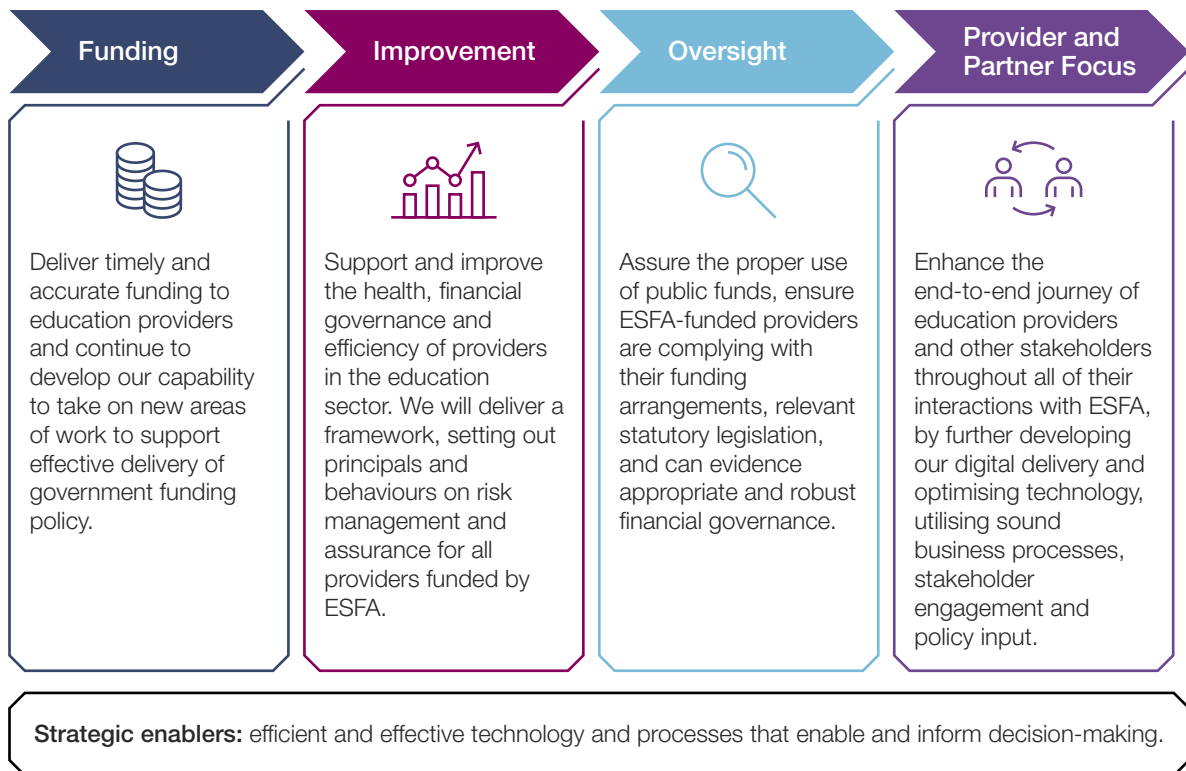 Funding
Deliver timely and
accurate funding to
education providers
and continue to
develop our capability
to take on new areas
of work to support
effective delivery of
government funding
policy.
Improvement
Support and improve
the health, financial
governance and
efficiency of providers
in the education
sector. We will deliver a
framework, setting out
principals and
behaviours on risk
management and
assurance for all
providers funded by
ESFA.
Oversight
Assure the proper use
of public funds, ensure
ESFA-funded providers
are complying with
their funding
arrangements, relevant
statutory legislation,
and can evidence
appropriate and robust
financial governance.
Provider and
Partner Focus
Enhance the
end-to-end journey of
education providers
and other stakeholders
throughout all of their
interactions with ESFA,
by further developing
our digital delivery and
optimising technology,
utilising sound
business processes,
stakeholder
engagement and
policy input.
Strategic enablers: efficient and effective technology and processes that enable and inform decision-making.